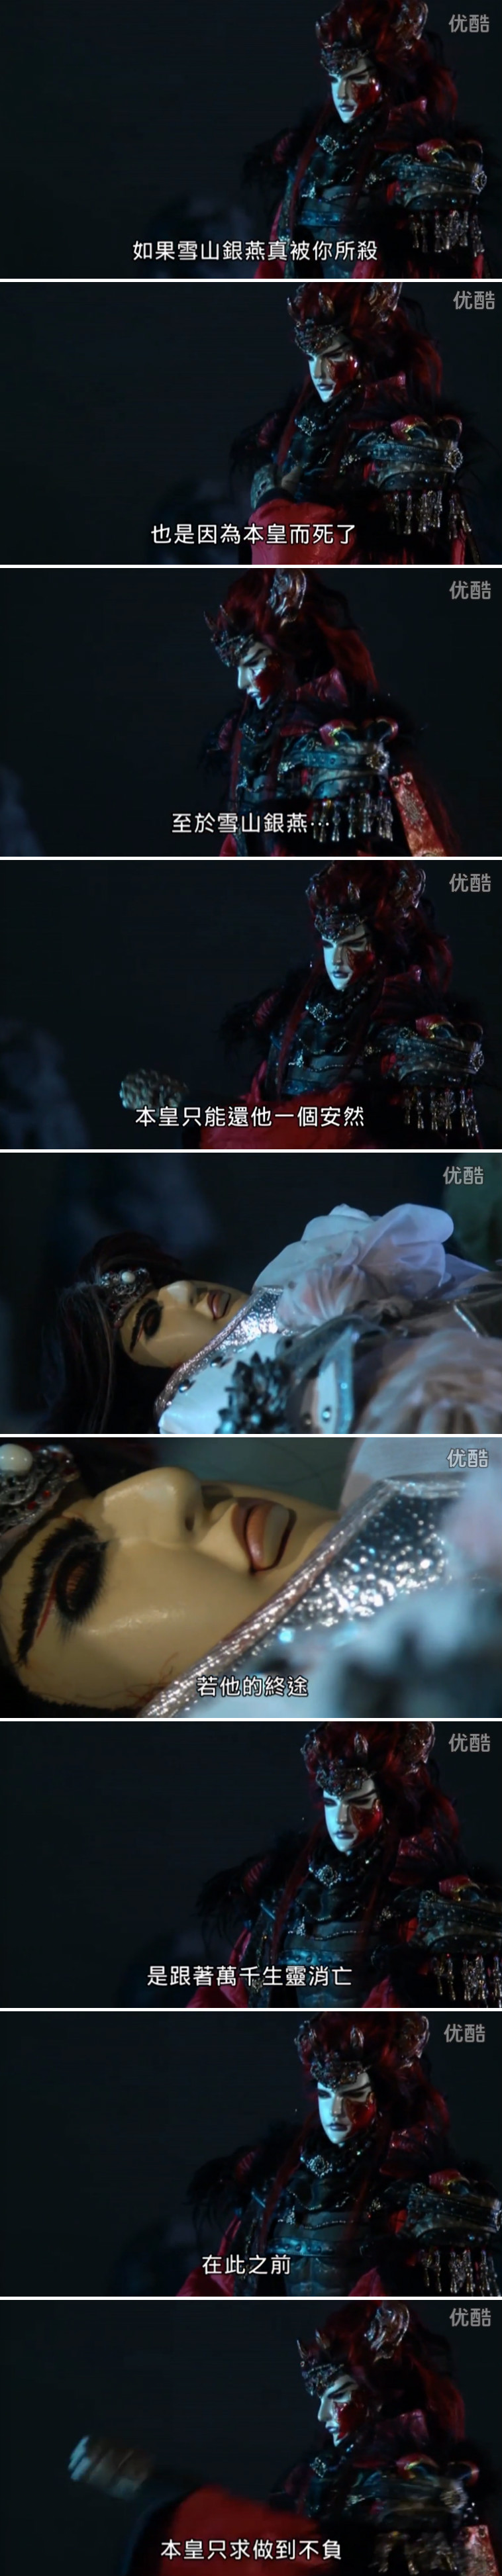 优酷
如果雪山銀燕真被你所殺
优酷
也是因為本皇而死了
优酷
至於雪山銀燕…
优酷
本皇只能還他一個安然
优酷
优酷
若他的終途
优酷
是跟著萬千生靈消亡
优酷
在此之前
优酷
本皇只求做到不負